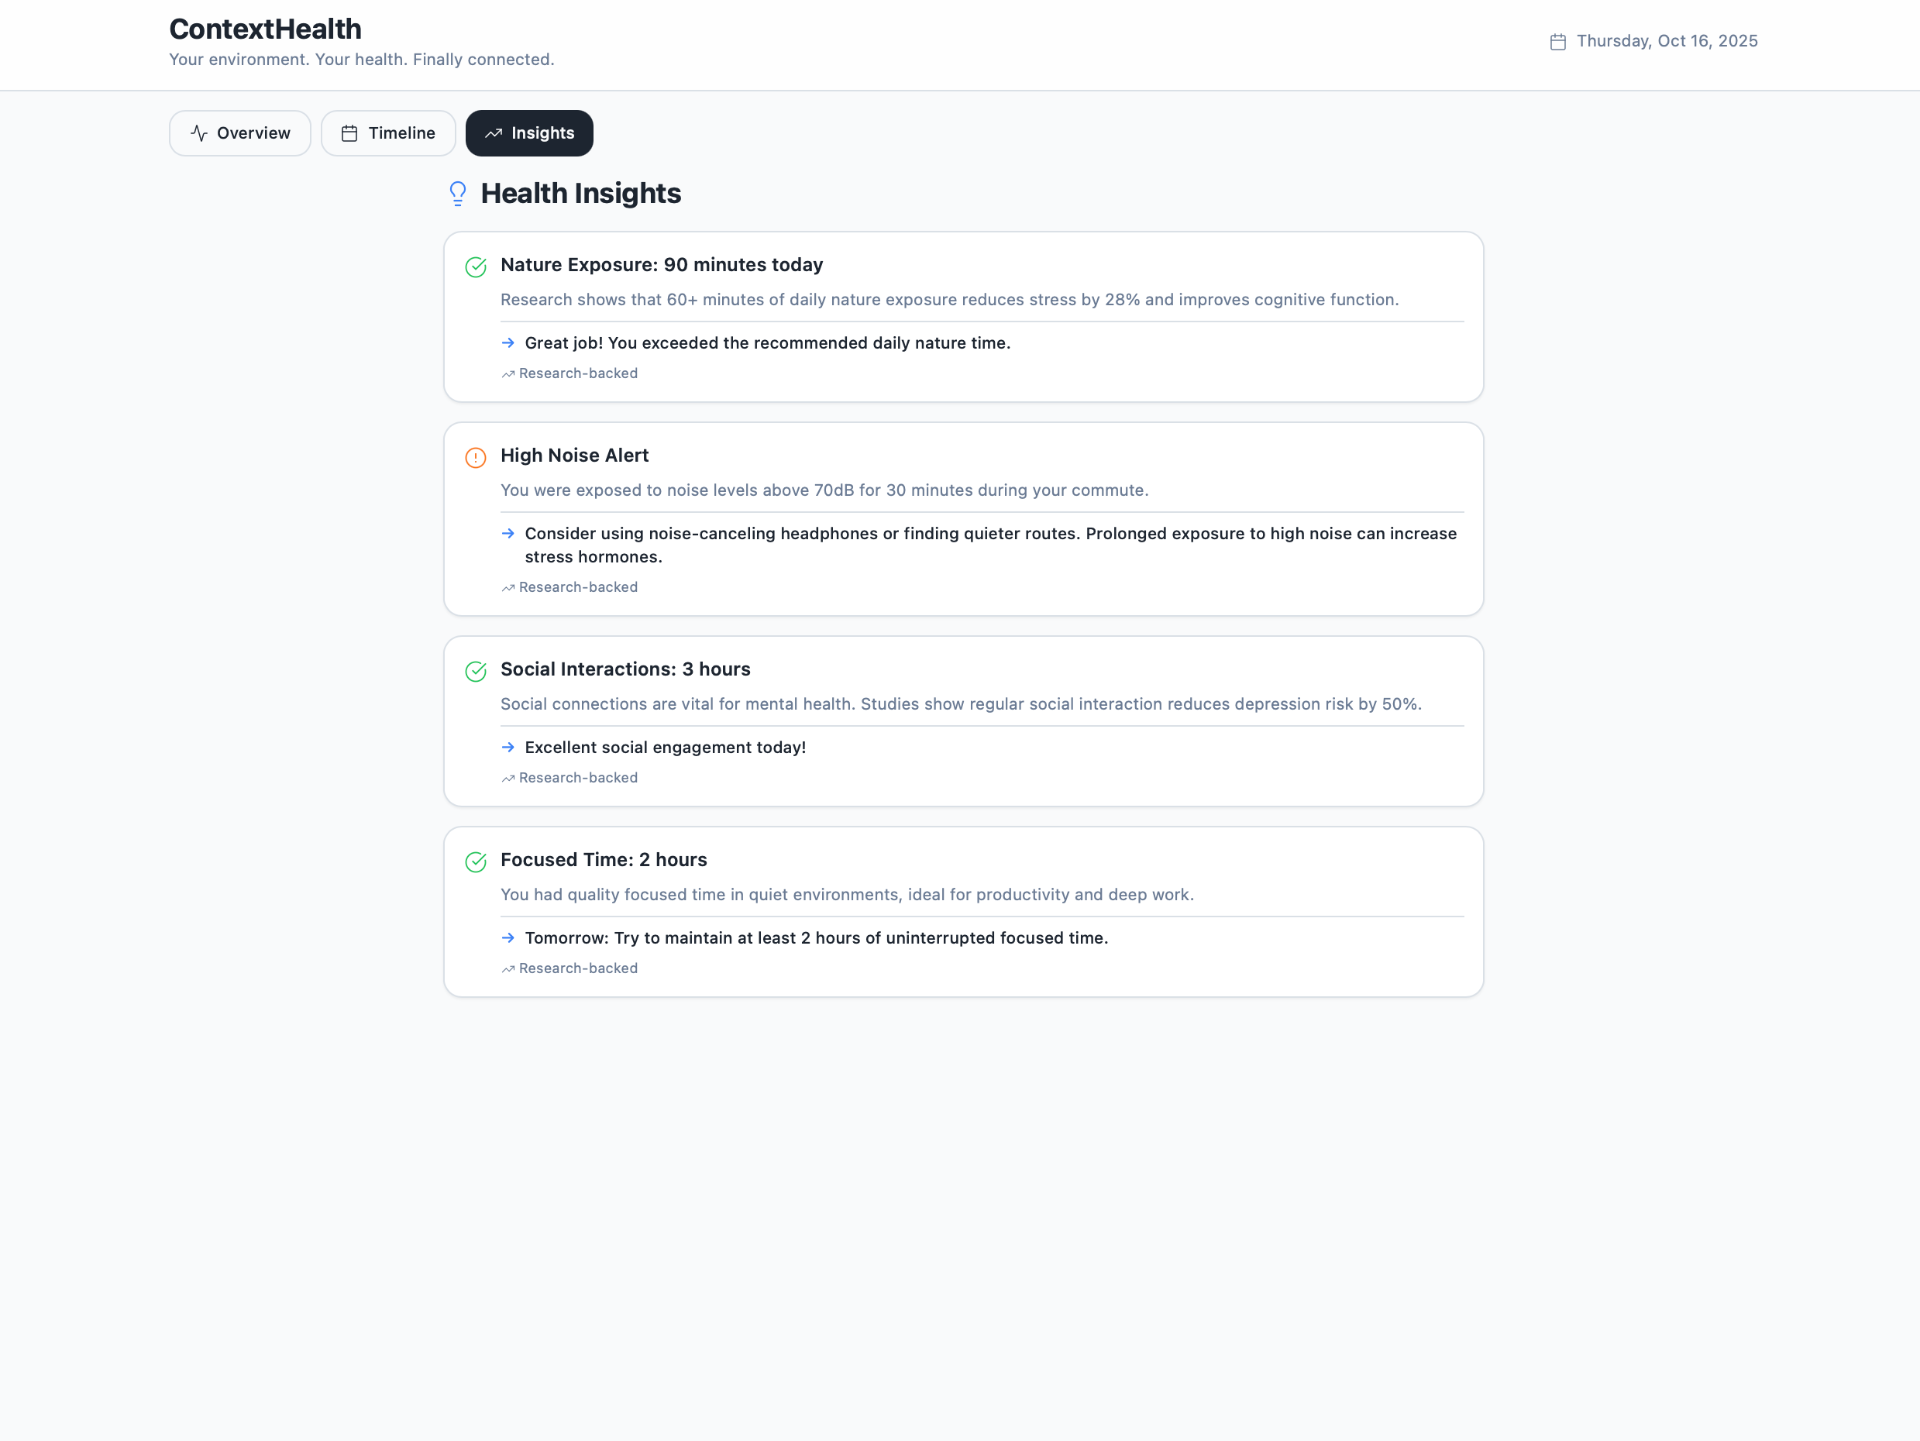 ContextHealth
Your environment. Your health. Finally connected.
Thursday, Oct 16, 2025
Overview
Timeline
Insights
Health Insights
Nature Exposure: 90 minutes today
Research shows that 60+ minutes of daily nature exposure reduces stress by 28% and improves cognitive function.
Great job! You exceeded the recommended daily nature time.
Research-backed
High Noise Alert
You were exposed to noise levels above 70dB for 30 minutes during your commute.
Consider using noise-canceling headphones or finding quieter routes. Prolonged exposure to high noise can increase
stress hormones.
Research-backed
Social Interactions: 3 hours
Social connections are vital for mental health. Studies show regular social interaction reduces depression risk by 50%.
Excellent social engagement today!
Research-backed
Focused Time: 2 hours
You had quality focused time in quiet environments, ideal for productivity and deep work.
Tomorrow: Try to maintain at least 2 hours of uninterrupted focused time.
Research-backed